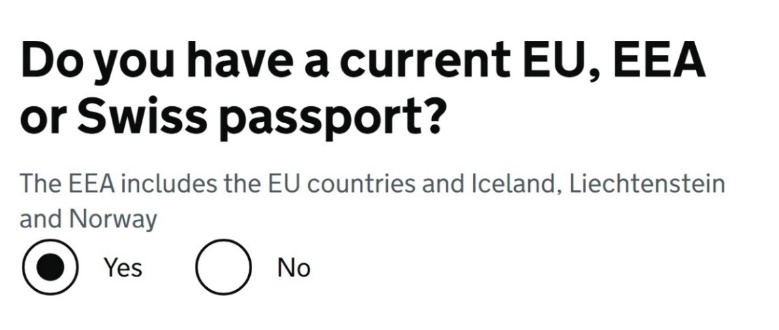 Do you have a current EU, EEA
or Swiss passport?
The EEA includes the EU countries and Iceland, Liechtenstein
and Norway
Yes No